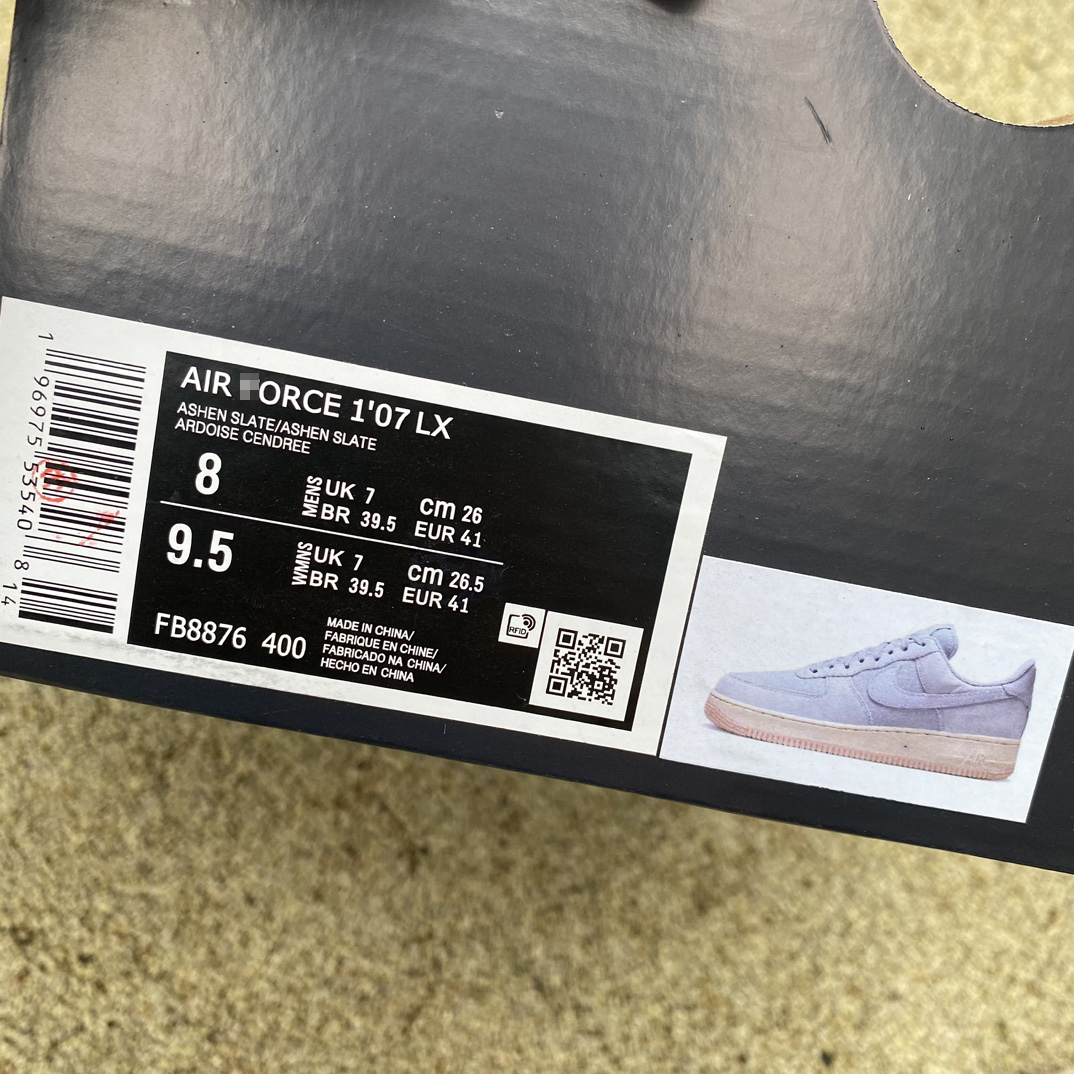 AIR ORCE 1'07 LX
ASHEN SLATE/ASHEN SLATE
ARDOISE CENDREE
8
MENS
UK 7 cm 26
BR 39.5 EUR 41
9.5
WMNS
UK 7 cm 26.5
BR 39.5 EUR 41
FB8876 400
MADE IN CHINA/
FABRIQUE EN CHINE/
FABRICADO NA CHINA/
HECHO EN CHINA
RFID
1 96975 53540 8 14